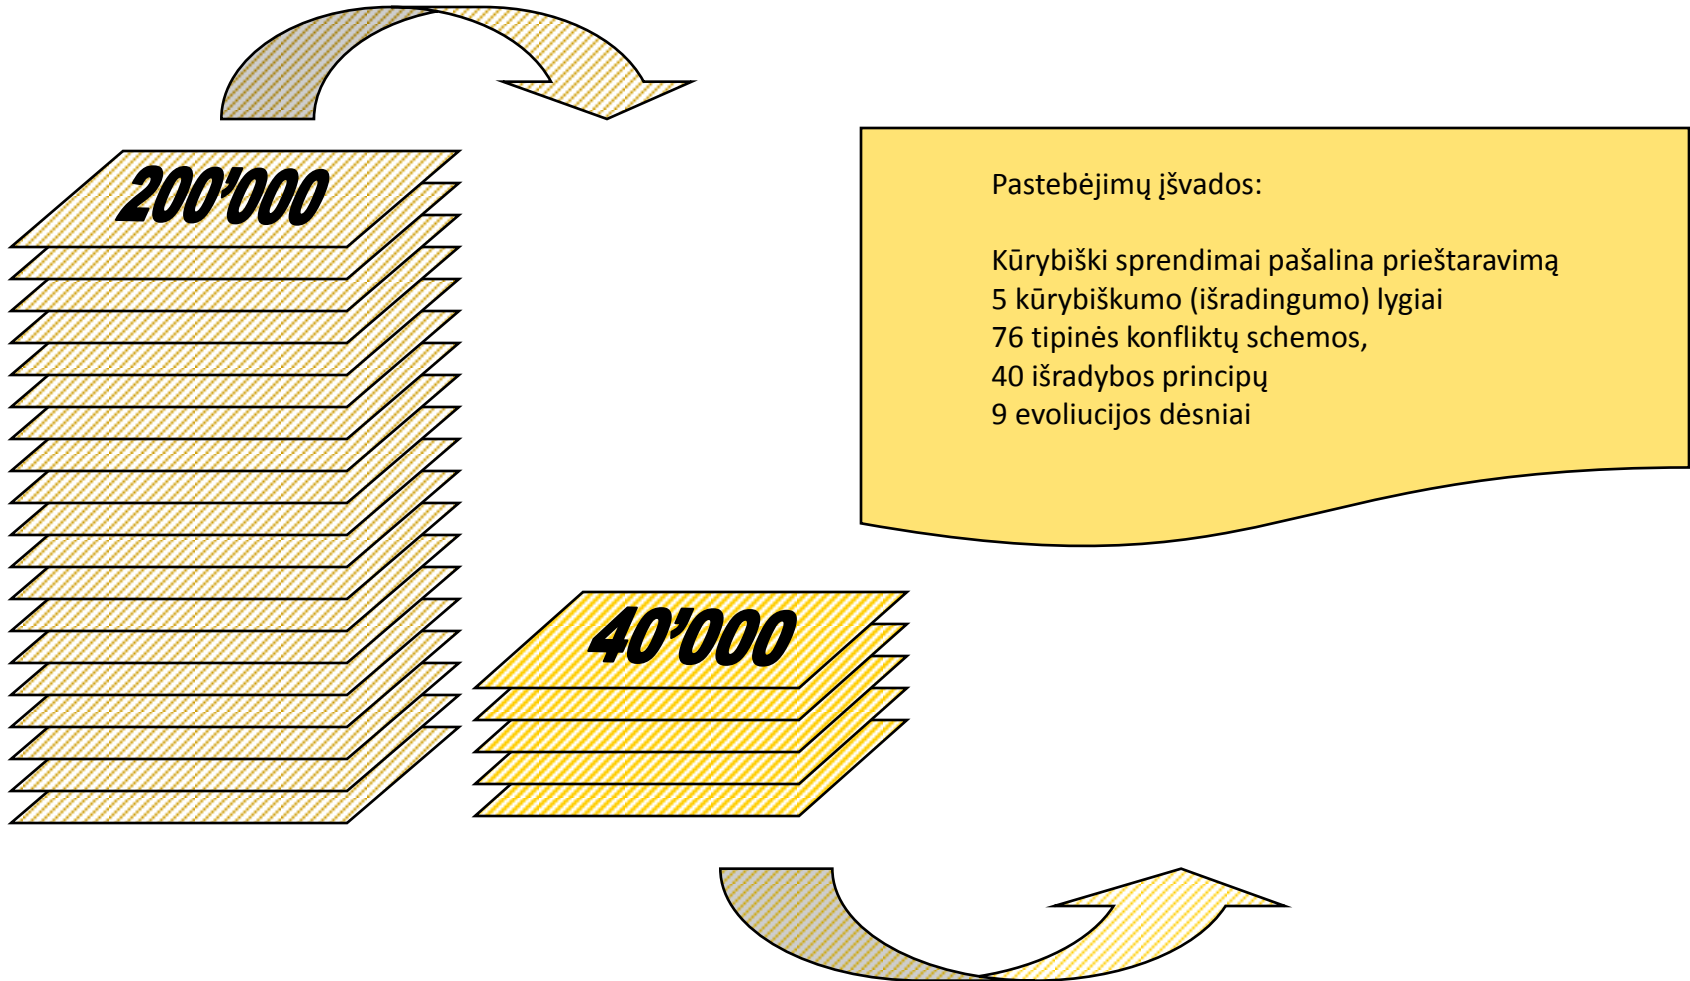 200’000
Pastebėjimų įšvados:
Kūrybiški sprendimai pašalina prieštaravimą
5 kūrybiškumo (išradingumo) lygiai
76 tipinės konfliktų schemos,
40 išradybos principų
9 evoliucijos dėsniai
40’000